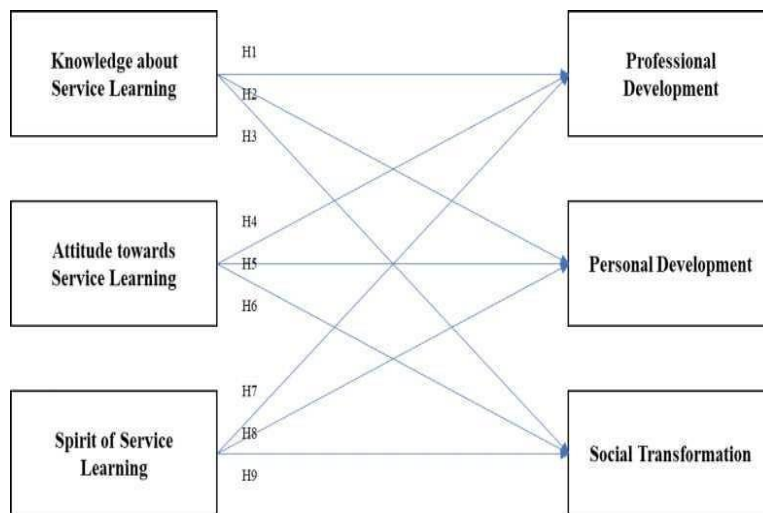 Knowledge about
Service Learning
H1
H2
H3
Professional
Development
Attitude towards
Service Learning
H4
H5
H6
Personal Development
Spirit of Service
Learning
H7
H8
H9
Social Transformation